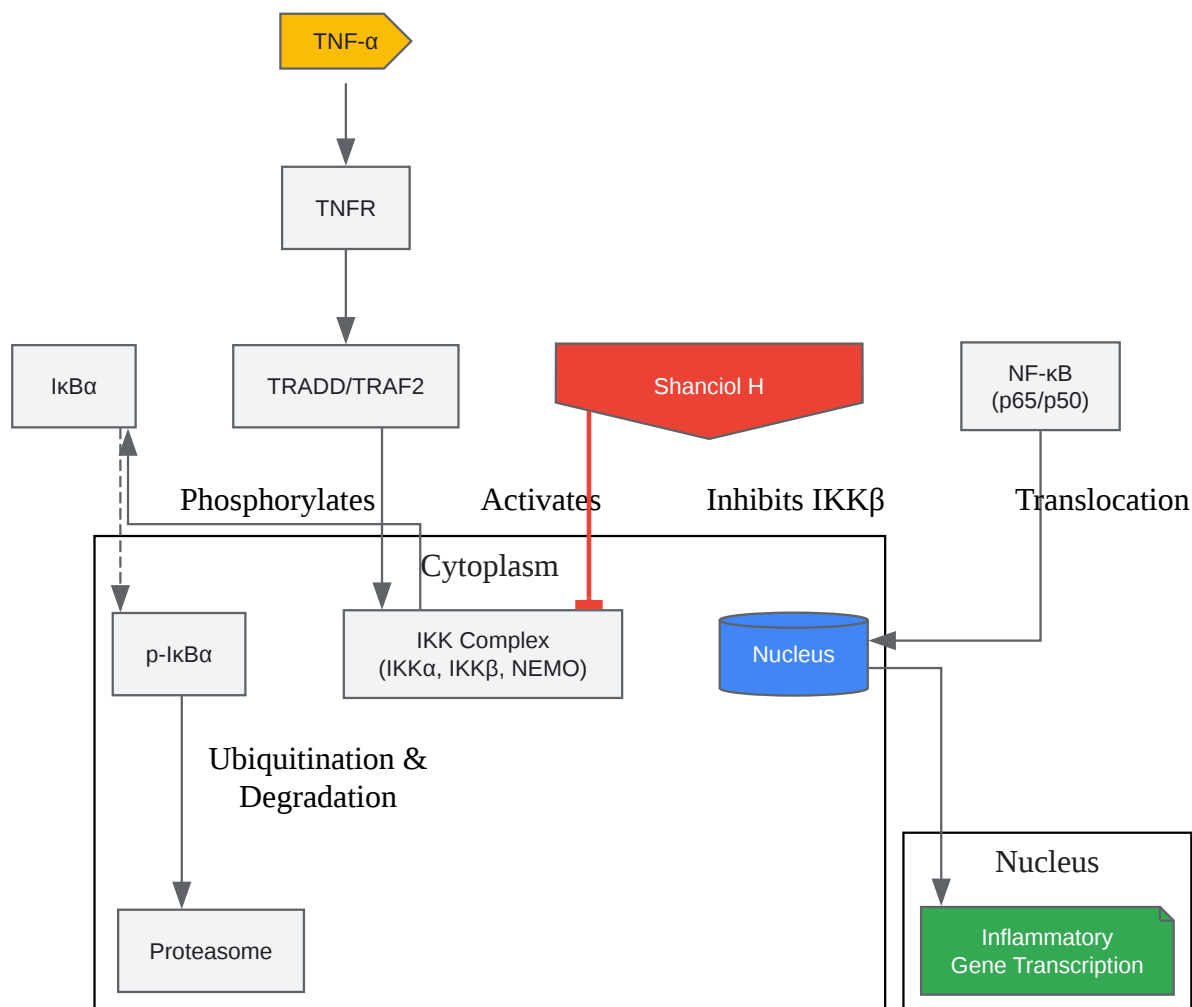 TNF-α
TNFR
IκBα
TRADD/TRAF2
Shanciol H
NF-κB
(p65/p50)
Phosphorylates
Activates
Inhibits IKKβ
Translocation
Cytoplasm
p-IκBα
IKK Complex
(IKKα, IKKβ, NEMO)
Nucleus
Ubiquitination &
Degradation
Nucleus
Proteasome
Inflammatory
Gene Transcription